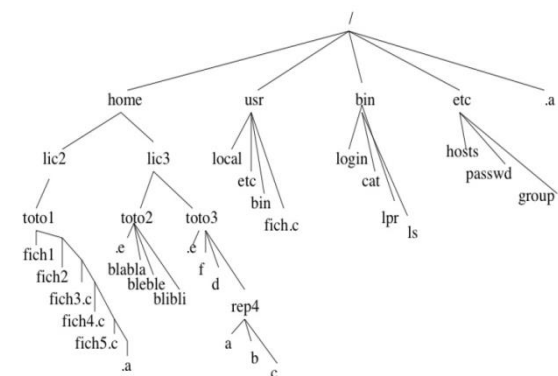 /
home usr bin etc .a
lic2 lic3 local etc bin fich.c login cat lpr ls hosts passwd group
toto1 toto2 toto3
fich1
fich2
fich3.c
fich4.c
fich5.c
.a
.e
blabla
bleble
blibli
.e
f
d
rep4
a
b
c